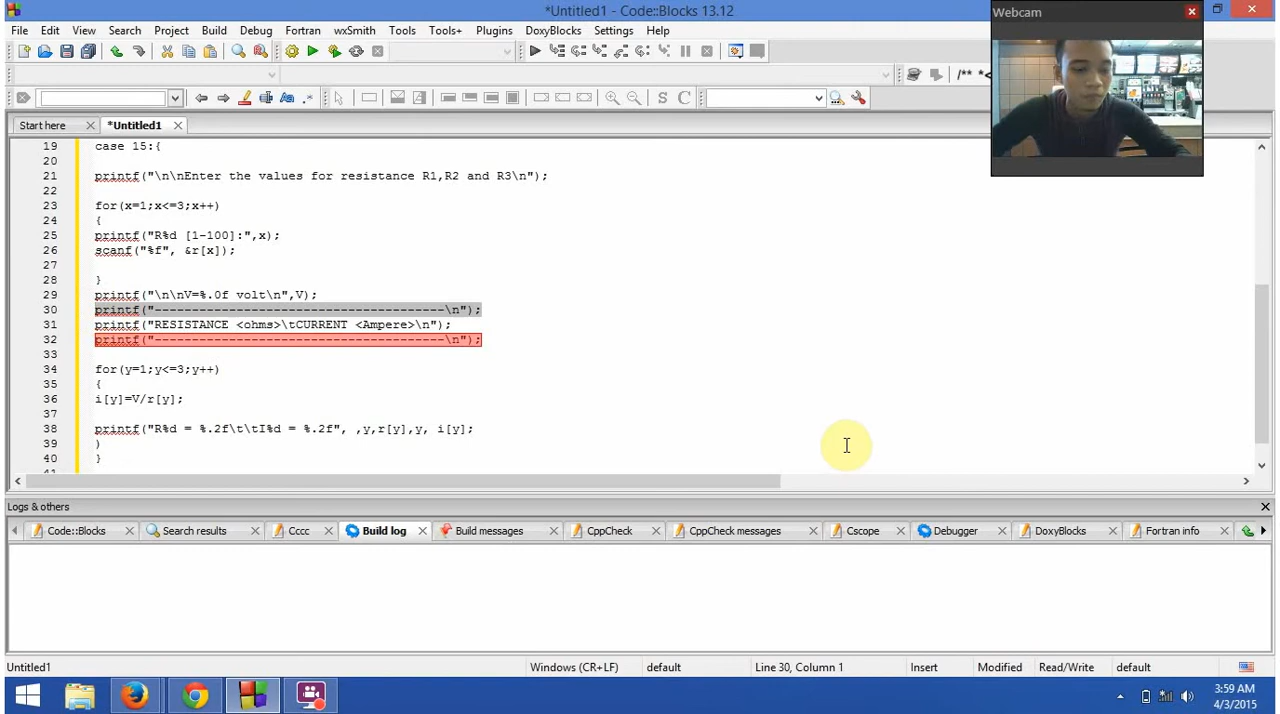 *Untitled1 - Code::Blocks 13.12
Webcam
File Edit View Search Project Build Debug Fortran wxSmith Tools Tools+ Plugins DoxyBlocks Settings Help
/** *<
S C
Start here *Untitled1
19 case 15:{
20
21 printf("\n\nEnter the values for resistance R1,R2 and R3\n");
22
23 for(x=1;x<=3;x++)
24 {
25 printf("R%d [1-100]:",x);
26 scanf("%f", &r[x]);
27
28 }
29 printf("\n\nV=%.0f volt\n",V);
30 printf("---------------------------------------\n");
31 printf("RESISTANCE <ohms>\tCURRENT <Ampere>\n");
32 printf("---------------------------------------\n");
33
34 for(y=1;y<=3;y++)
35 {
36 i[y]=V/r[y];
37
38 printf("R%d = %.2f\t\tI%d = %.2f", ,y,r[y],y, i[y];
39 )
40 }
41
Logs & others
Code::Blocks Search results Cccc Build log Build messages CppCheck CppCheck messages Cscope Debugger DoxyBlocks Fortran info
Untitled1 Windows (CR+LF) default Line 30, Column 1 Insert Modified Read/Write default
3:59 AM
4/3/2015